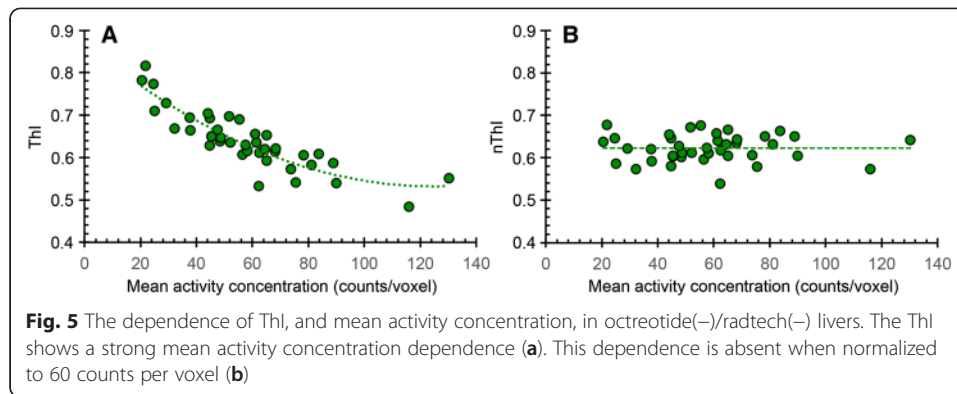 A
B
0.9
0.8
0.7
0.6
0.5
0.4
ThI
0 20 40 60 80 100 120 140
Mean activity concentration (counts/voxel)
0.9
0.8
0.7
0.6
0.5
0.4
nThI
0 20 40 60 80 100 120 140
Mean activity concentration (counts/voxel)
Fig. 5 The dependence of ThI, and mean activity concentration, in octreotide(−)/radtech(−) livers. The ThI
shows a strong mean activity concentration dependence (a). This dependence is absent when normalized
to 60 counts per voxel (b)